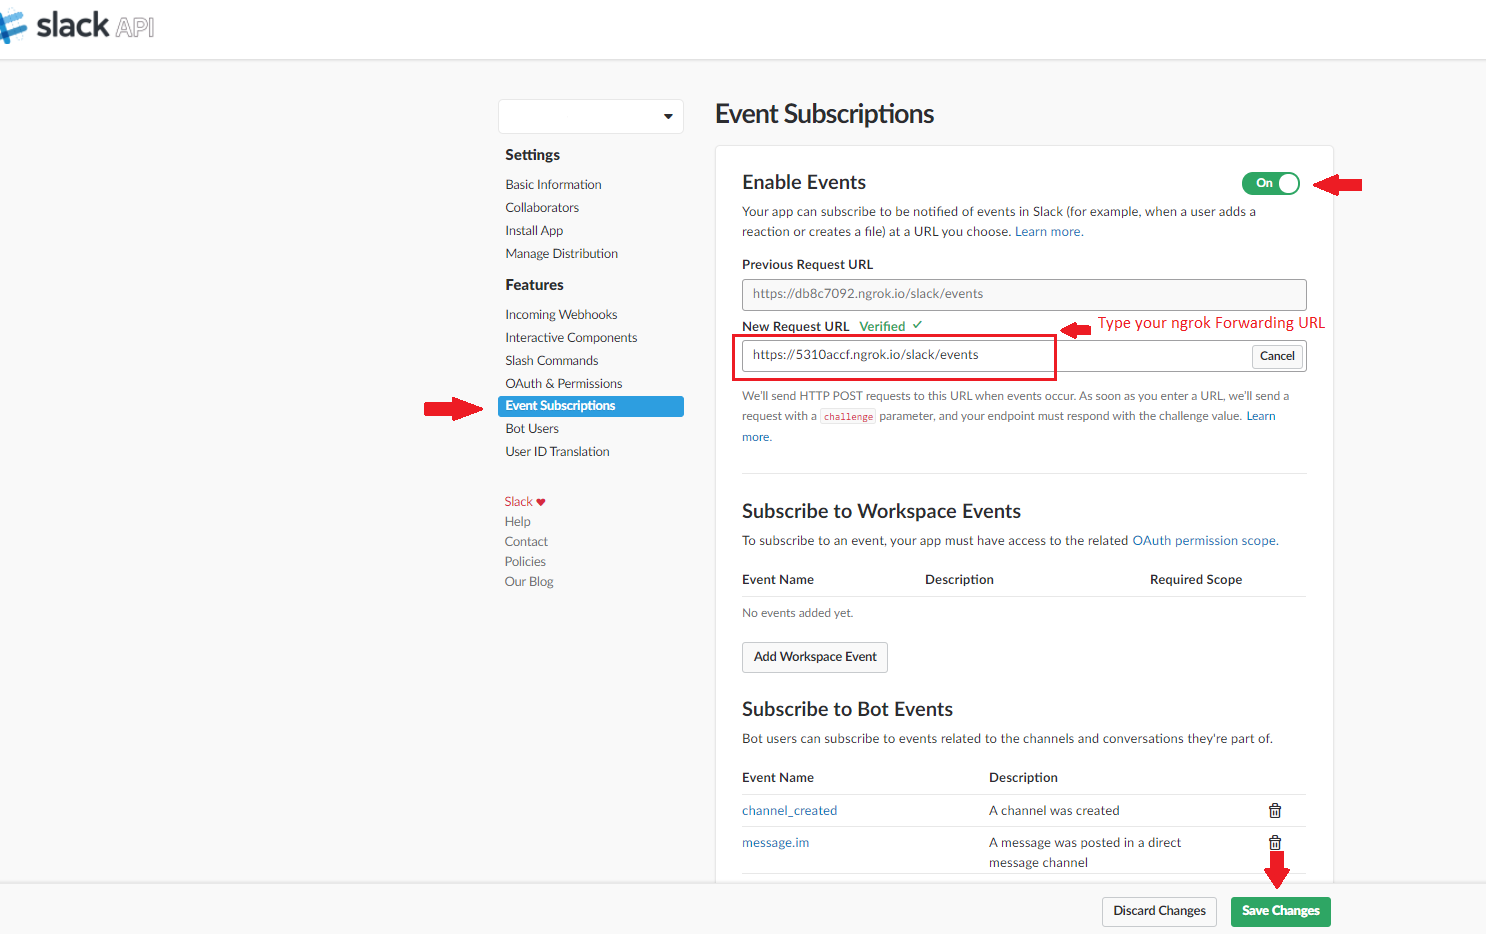 slack API
Settings
Basic Information
Collaborators
Install App
Manage Distribution
Features
Incoming Webhooks
Interactive Components
Slash Commands
OAuth & Permissions
Event Subscriptions
Bot Users
User ID Translation
Slack ♥
Help
Contact
Policies
Our Blog
Event Subscriptions
Enable Events
On
Your app can subscribe to be notified of events in Slack (for example, when a user adds a
reaction or creates a file) at a URL you choose. Learn more.
Previous Request URL
https://db8c7092.ngrok.io/slack/events
New Request URL Verified ✓
Type your ngrok Forwarding URL
https://5310accf.ngrok.io/slack/events
Cancel
We'll send HTTP POST requests to this URL when events occur. As soon as you enter a URL, we'll send a
request with a challenge parameter, and your endpoint must respond with the challenge value. Learn
more.
Subscribe to Workspace Events
To subscribe to an event, your app must have access to the related OAuth permission scope.
Event Name Description Required Scope
No events added yet.
Add Workspace Event
Subscribe to Bot Events
Bot users can subscribe to events related to the channels and conversations they're part of.
Event Name Description
channel_created A channel was created
message.im A message was posted in a direct
message channel
Discard Changes Save Changes